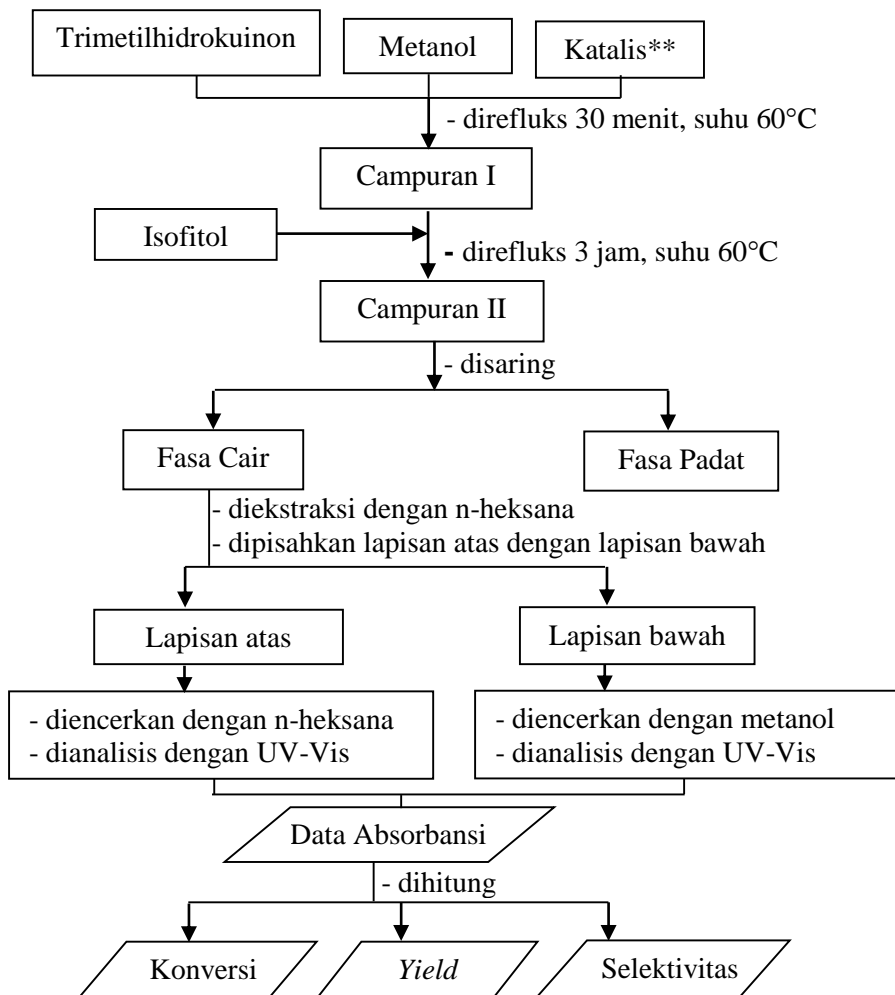 Trimetilhidrokuinon
Metanol
Katalis**
- direfluks 30 menit, suhu 60°C
Campuran I
Isofitol
- direfluks 3 jam, suhu 60°C
Campuran II
- disaring
Fasa Cair
Fasa Padat
- diekstraksi dengan n-heksana
- dipisahkan lapisan atas dengan lapisan bawah
Lapisan atas
Lapisan bawah
- diencerkan dengan n-heksana
- dianalisis dengan UV-Vis
- diencerkan dengan metanol
- dianalisis dengan UV-Vis
Data Absorbansi
- dihitung
Konversi
Yield
Selektivitas